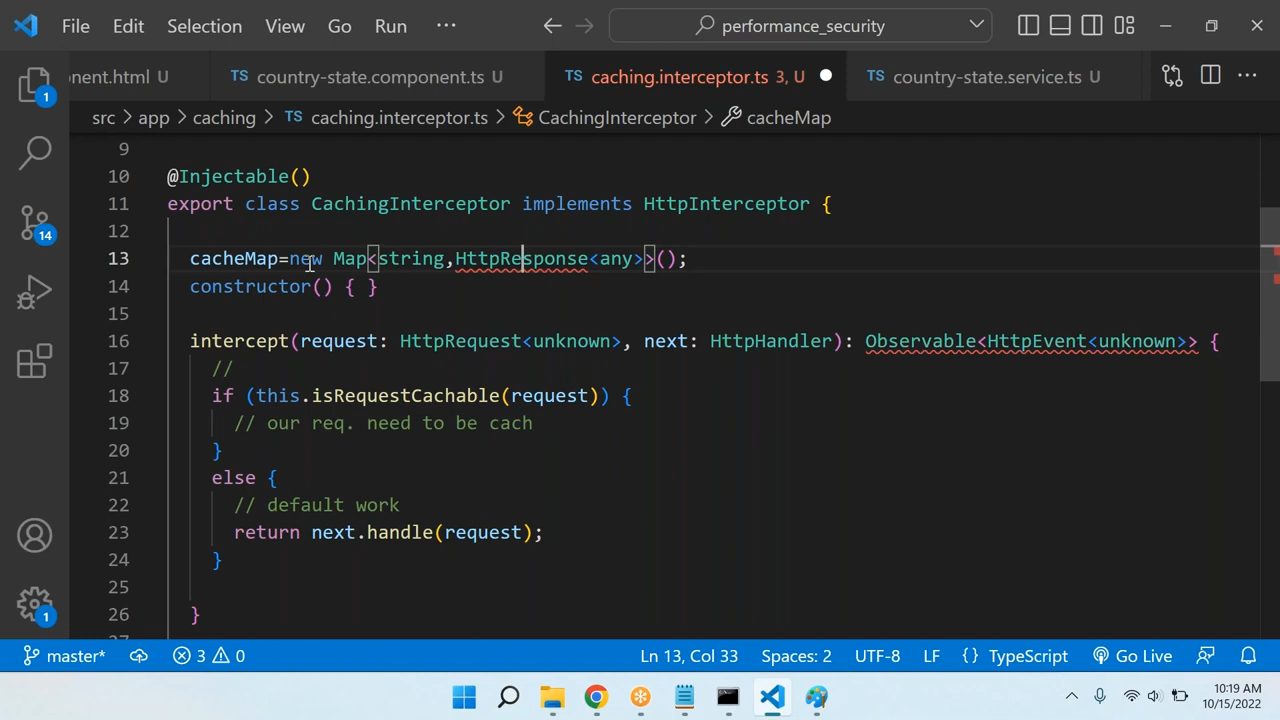 File Edit Selection View Go Run ··· performance_security
onent.html U TS country-state.component.ts U TS caching.interceptor.ts 3, U TS country-state.service.ts U ···
1 src > app > caching > TS caching.interceptor.ts > CachingInterceptor > cacheMap
9
10 @Injectable()
11 export class CachingInterceptor implements HttpInterceptor {
14 12
13 cacheMap=new Map<string,HttpResponse<any>>();
14 constructor() { }
15
16 intercept(request: HttpRequest<unknown>, next: HttpHandler): Observable<HttpEvent<unknown>> {
17 //
18 if (this.isRequestCachable(request)) {
19 // our req. need to be cach
20 }
21 else {
22 // default work
23 return next.handle(request);
24 }
25
1 26 }
master* 3 0 Ln 13, Col 33 Spaces: 2 UTF-8 LF {} TypeScript Go Live
10:19 AM
10/15/2022